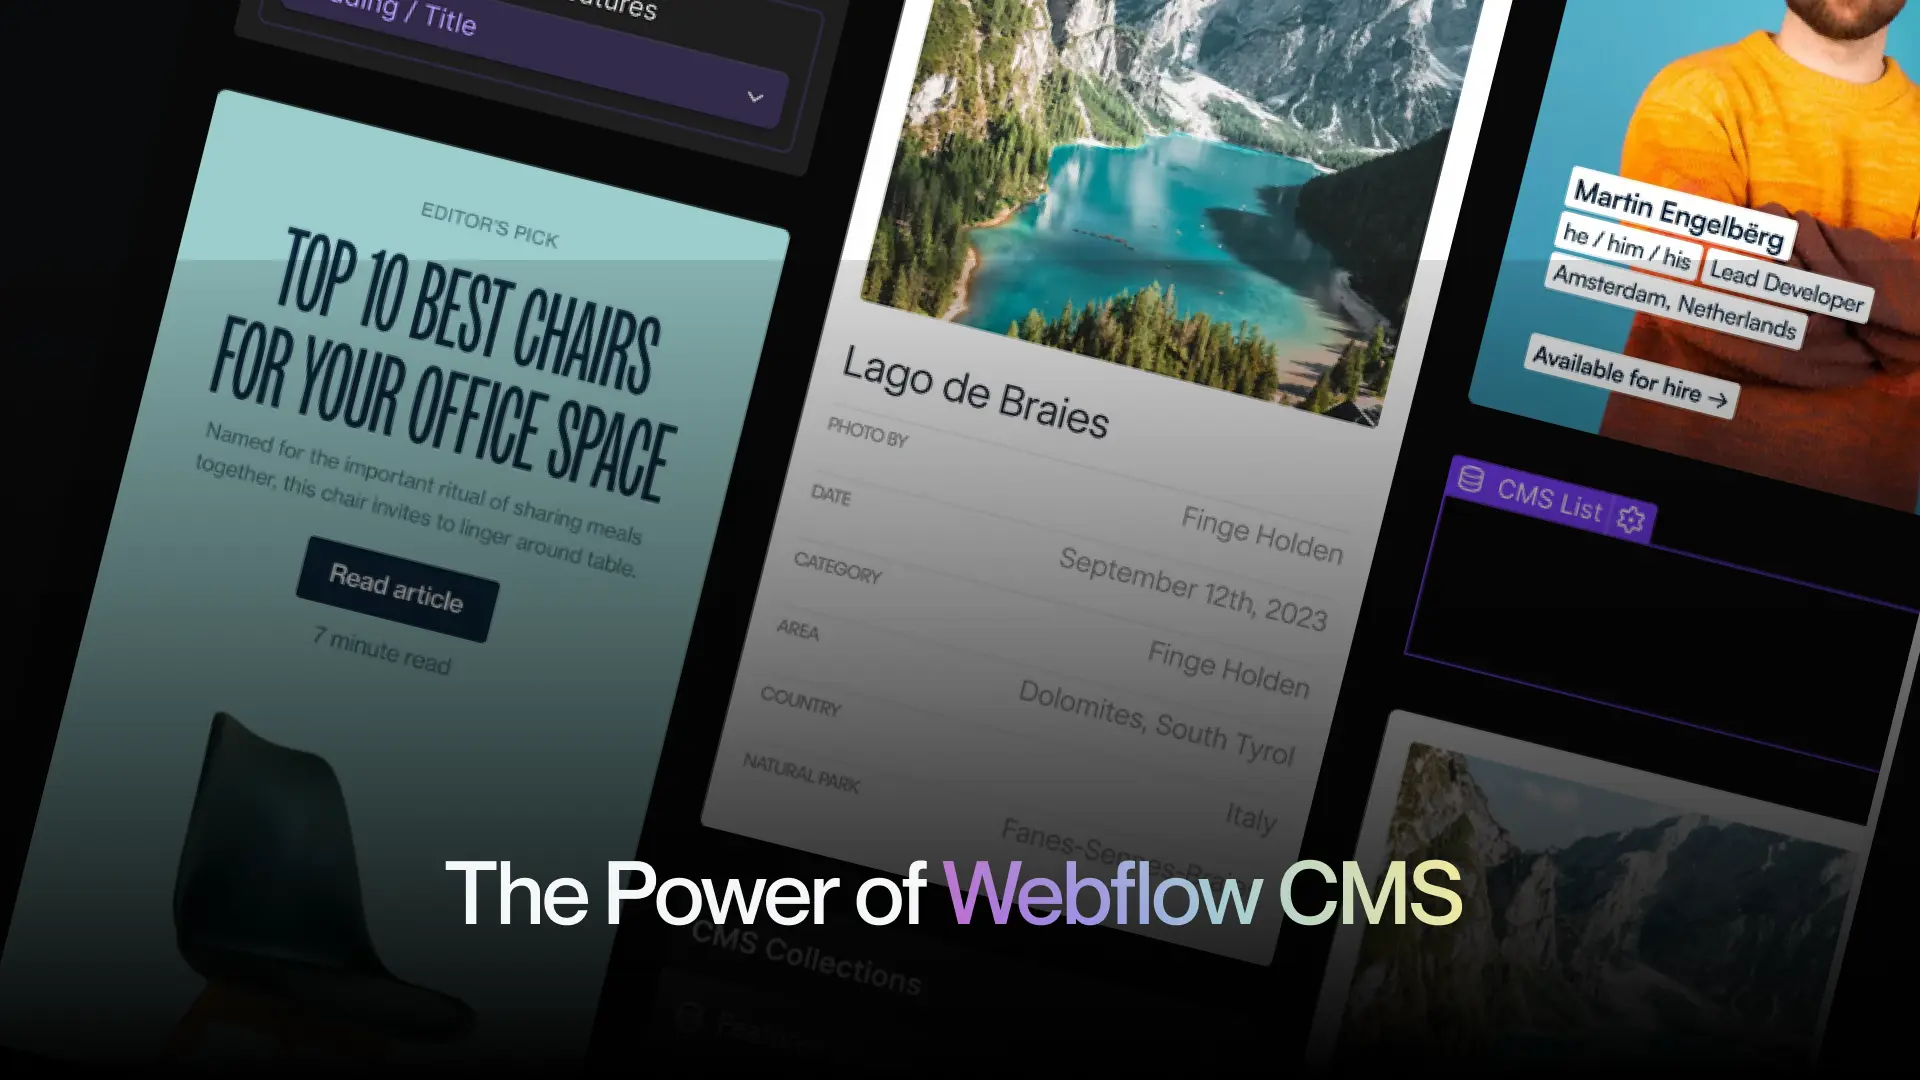 / Title
EDITOR'S PICK
TOP 10 BEST CHAIRS
FOR YOUR OFFICE SPACE
Named for the important ritual of sharing meals
together, this chair invites to linger around table.
Read article
7 minute read
Lago de Braies
PHOTO BY
Finge Holden
DATE
September 12th, 2023
CATEGORY
Finge Holden
AREA
Dolomites, South Tyrol
COUNTRY
Italy
NATURAL PARK
Fanes-Sennes-Braies
Martin Engelbërg
he / him / his
Lead Developer
Amsterdam, Netherlands
Available for hire →
CMS List
The Power of Webflow CMS
CMS Collections